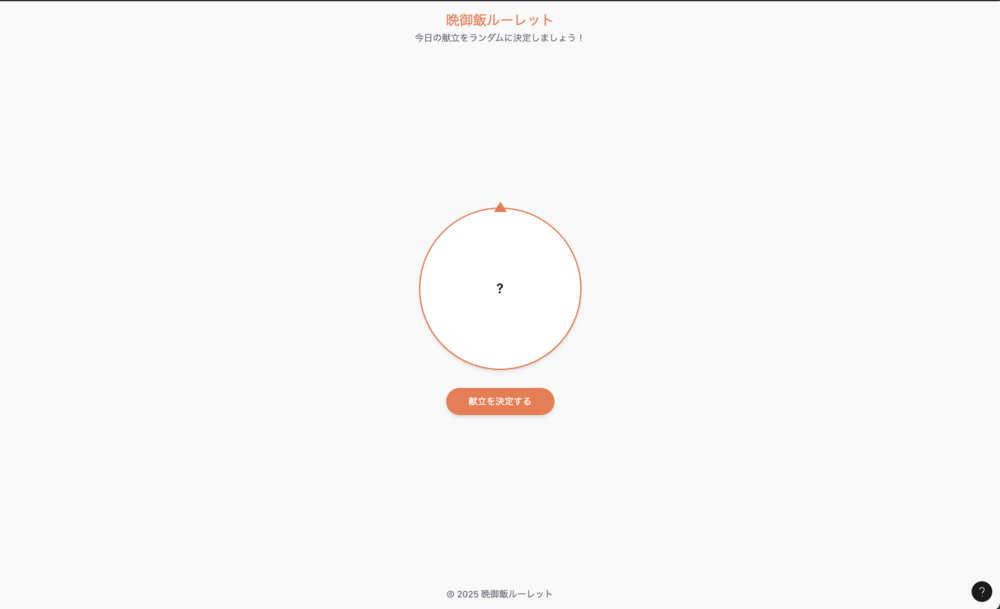 晩御飯ルーレット
今日の献立をランダムに決定しましょう！
?
献立を決定する
© 2025 晩御飯ルーレット
?